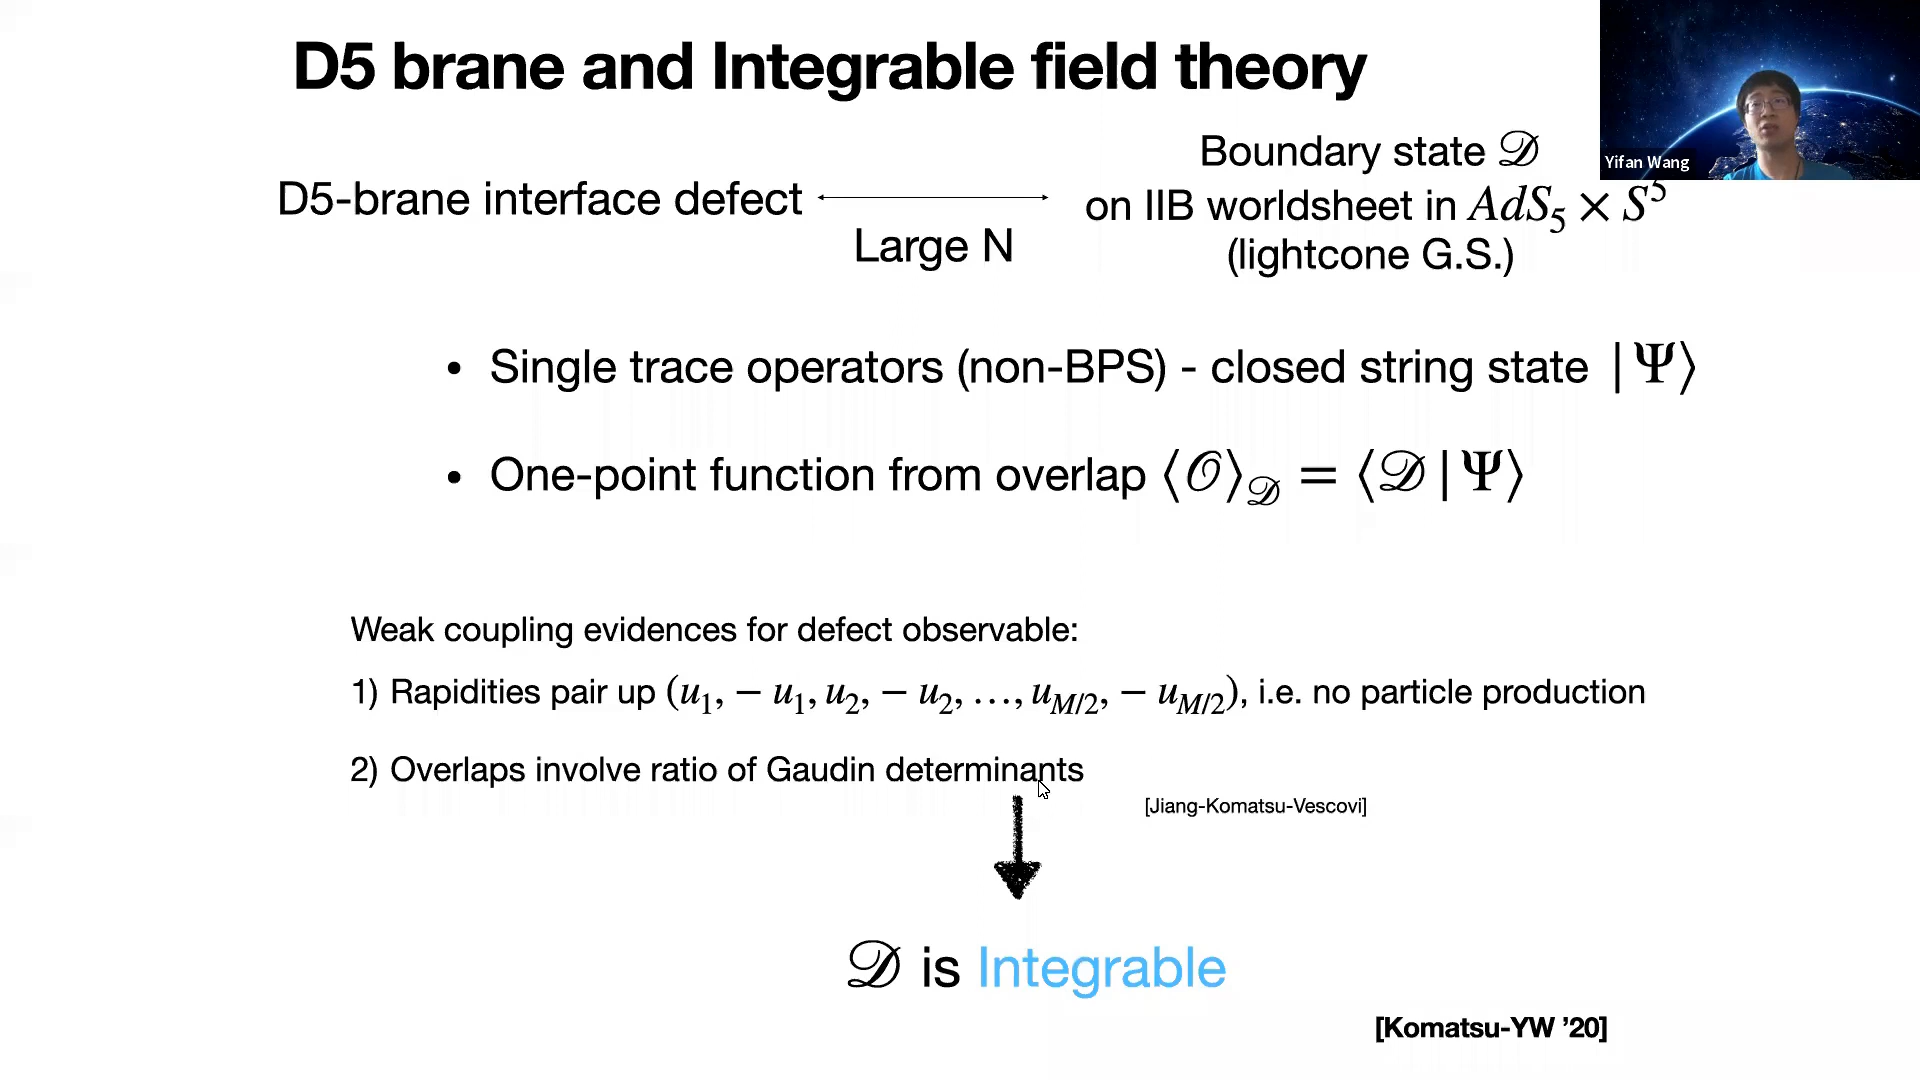 D5 brane and Integrable field theory
Yifan Wang
D5-brane interface defect
Large N
Boundary state 𝒟
on IIB worldsheet in AdS₅ × S⁵
(lightcone G.S.)
• Single trace operators (non-BPS) - closed string state |Ψ⟩
• One-point function from overlap ⟨𝒪⟩_𝒟 = ⟨𝒟|Ψ⟩
Weak coupling evidences for defect observable:
1) Rapidities pair up (u₁, − u₁, u₂, − u₂, …, u_{M/2}, − u_{M/2}), i.e. no particle production
2) Overlaps involve ratio of Gaudin determinants
[Jiang-Komatsu-Vescovi]
𝒟 is Integrable
[Komatsu-YW ’20]